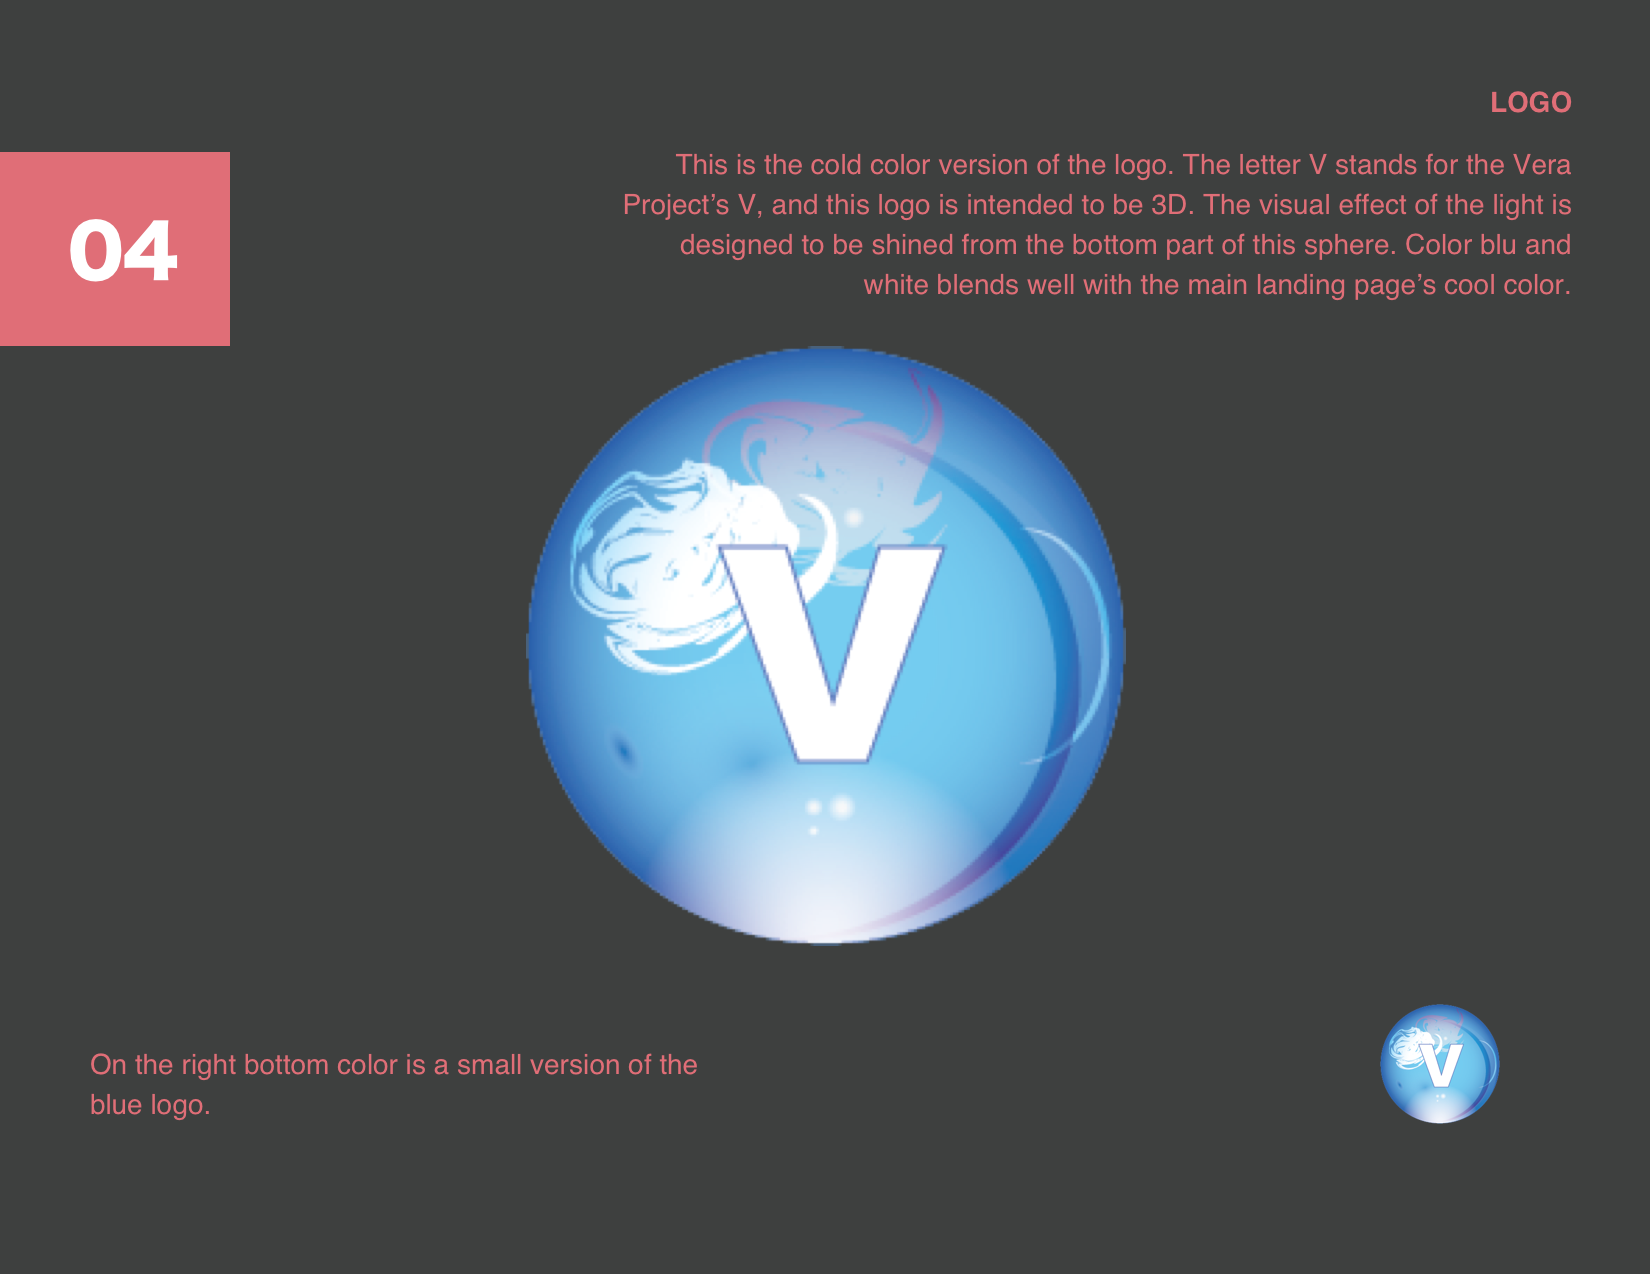 LOGO
This is the cold color version of the logo. The letter V stands for the Vera
Project’s V, and this logo is intended to be 3D. The visual effect of the light is
designed to be shined from the bottom part of this sphere. Color blu and
white blends well with the main landing page’s cool color.
04
V
On the right bottom color is a small version of the
blue logo.
V